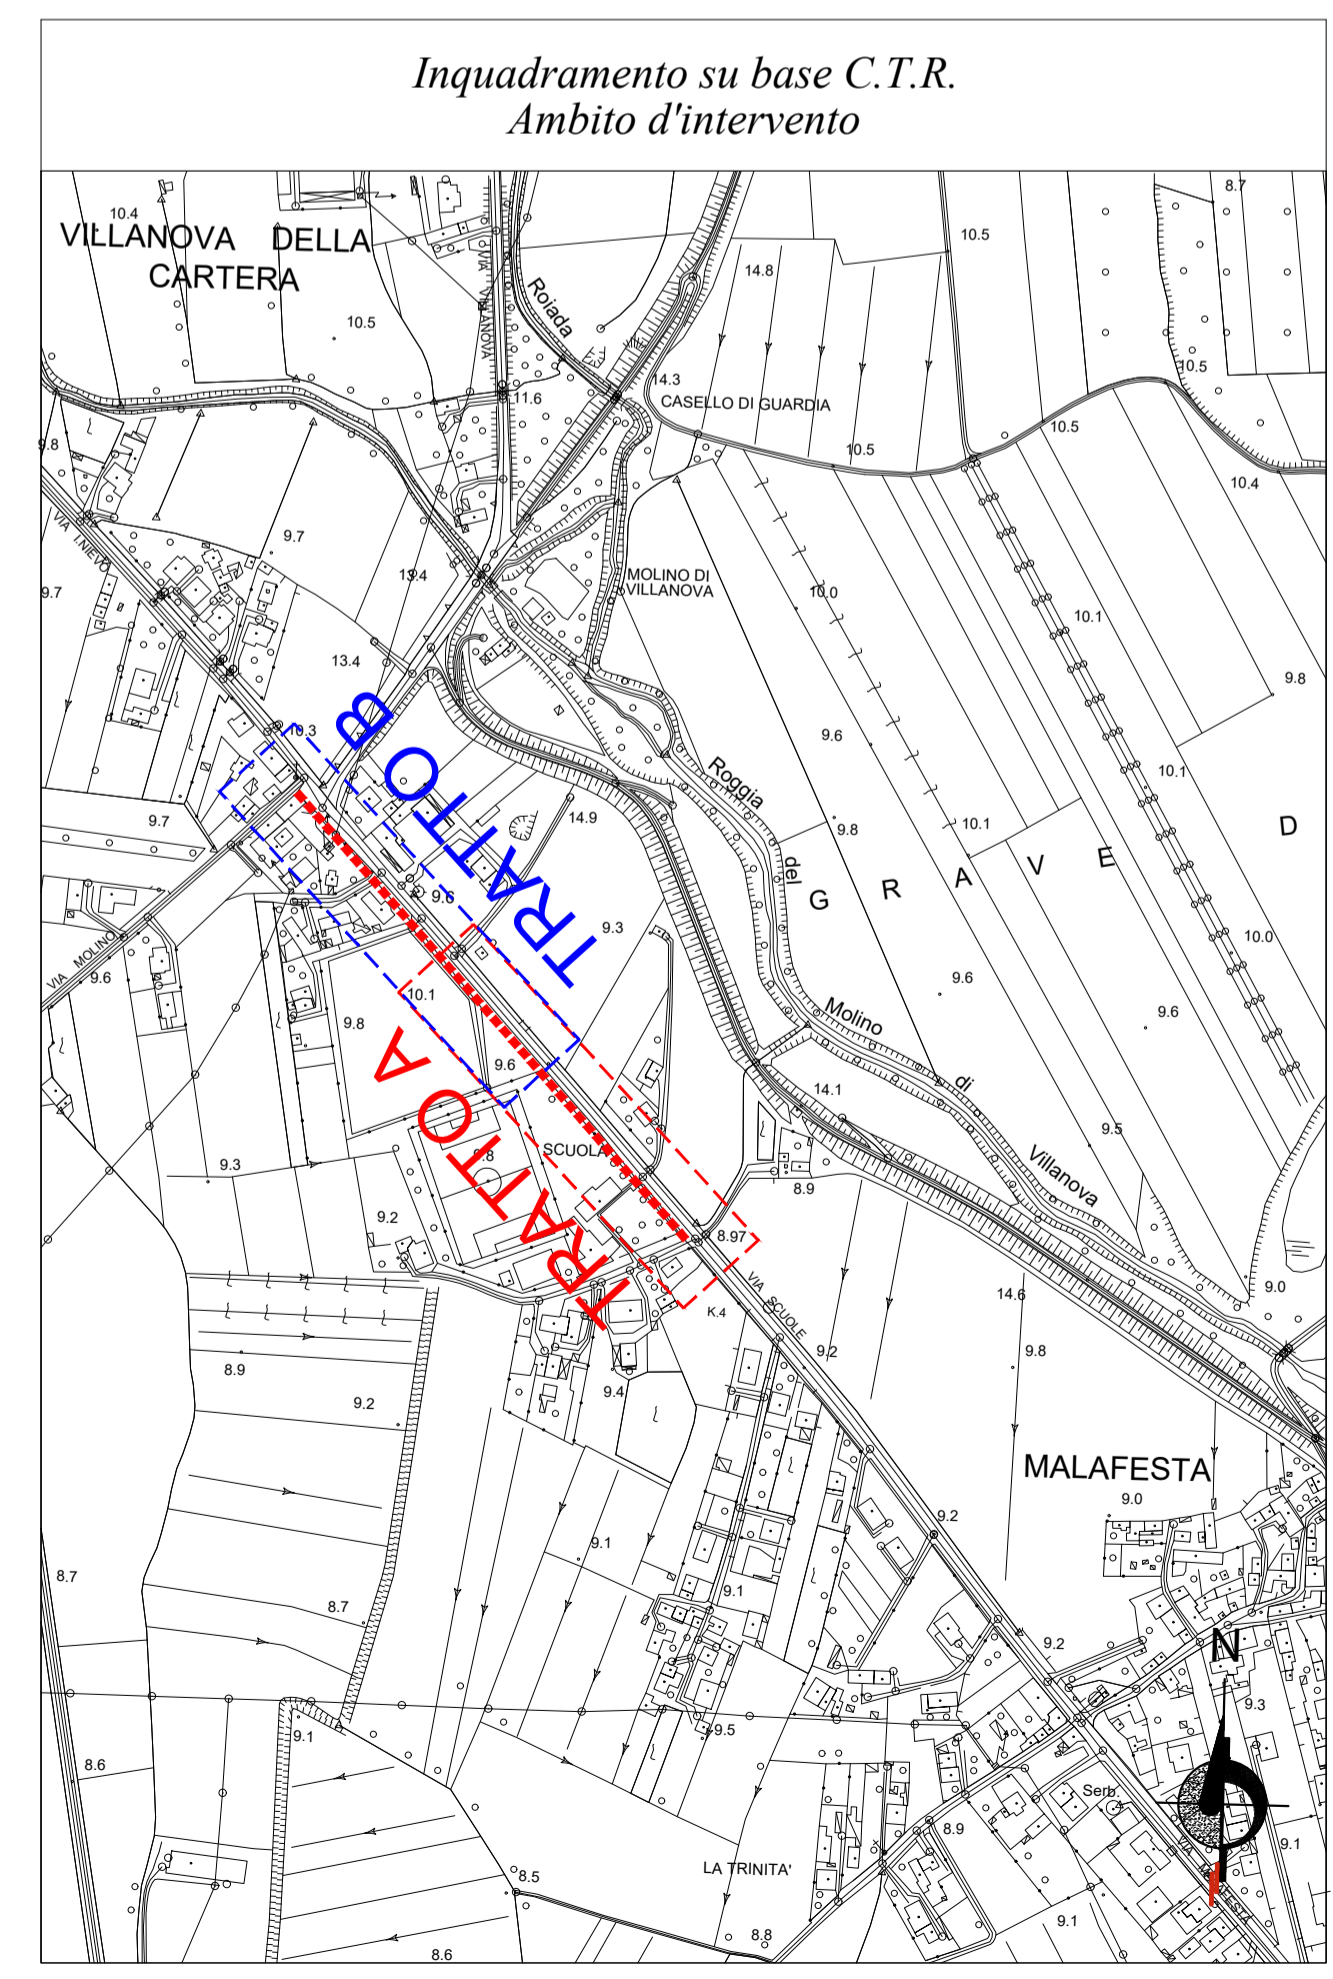 Inquadramento su base C.T.R.
Ambito d'intervento
10.4
VILLANOVA DELLA
CARTERA
8.7
10.5
14.8
Roiada
VIA VILLANOVA
10.5
14.3
10.5
CASELLO DI GUARDIA
11.6
10.5
10.5
9.8
10.4
VIA I.NIEVO
9.7
13.4
MOLINO DI
VILLANOVA
9.7
10.0
10.1
13.4
9.8
TRATTO B
10.3
9.6
Roggia
10.1
9.7
14.9
9.8
10.1
del
G R A V E
D
9.6
9.3
10.0
VIA MOLINO
9.6
10.1
9.6
9.8
Molino
9.6
TRATTO A
9.6
di
14.1
9.5
SCUOLA
9.8
9.3
Villanova
8.9
9.2
8.97
VIA SCUOLE
9.0
14.6
K.4
9.2
9.8
8.9
9.4
9.2
MALAFESTA
9.0
9.2
9.1
8.7
9.1
8.7
N
9.2
9.3
9.1
9.5
8.6
Serb.
8.9
9.1
LA TRINITA'
8.5
9.1
8.8
8.6